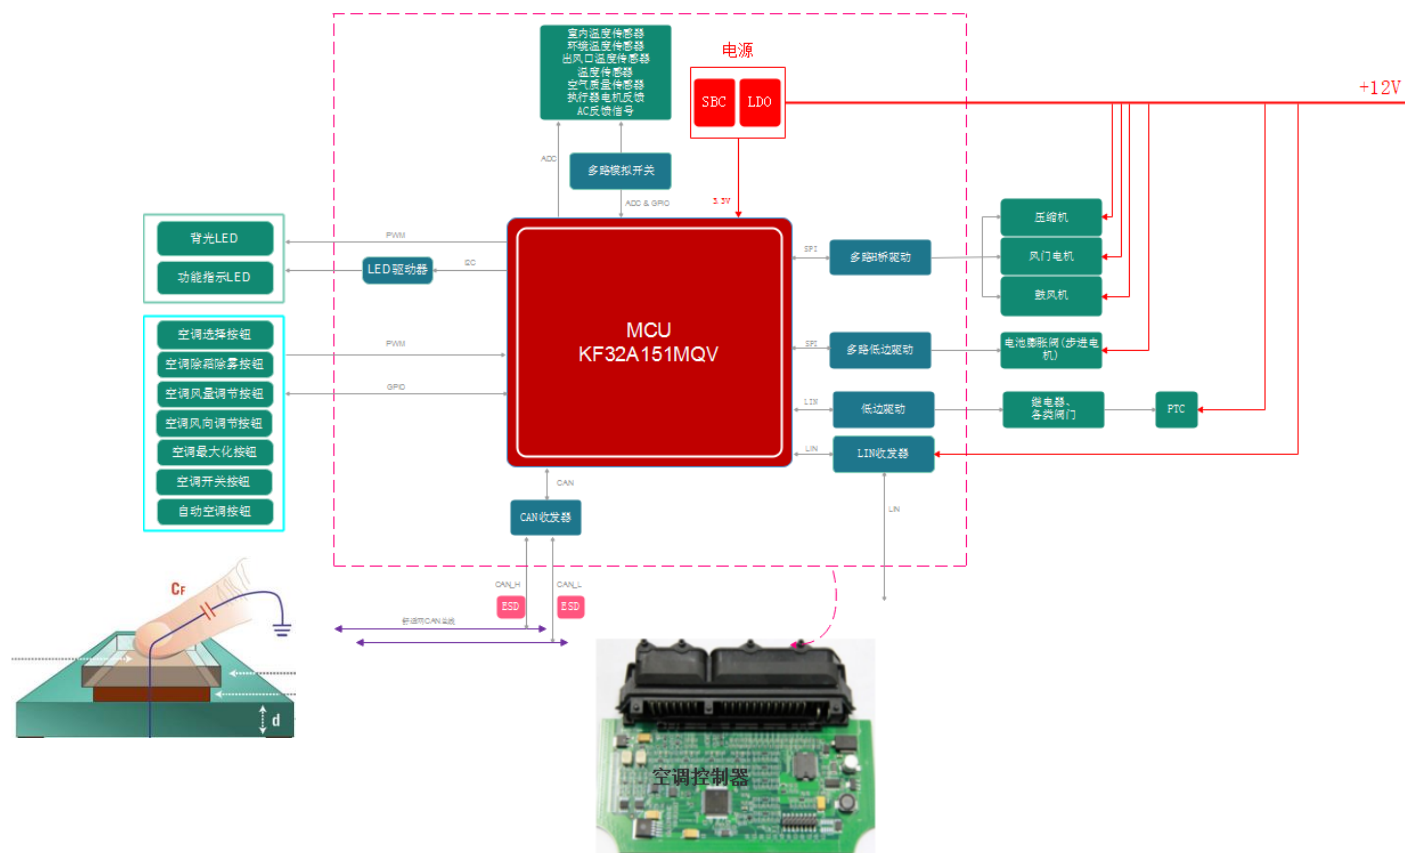 室内温度传感器
环境温度传感器
出风口温度传感器
温度传感器
空气质量传感器
执行器电机反馈
AC反馈信号
电源
SBC
LDO
+12V
ADC
多路模拟开关
ADC & GPIO
3.3V
背光LED
功能指示LED
PWM
LED驱动器
I2C
MCU
KF32A151MQV
SPI
多路H桥驱动
压缩机
风门电机
鼓风机
空调选择按钮
空调除霜除雾按钮
空调风量调节按钮
空调风向调节按钮
空调最大化按钮
空调开关按钮
自动空调按钮
PWM
GPIO
SPI
多路低边驱动
电池膨胀阀(步进电
机)
LIN
低边驱动
继电器、
各类阀门
PTC
LIN
LIN收发器
LIN
CAN
CAN收发器
CAN_H
CAN_L
ESD
ESD
CF
d
空调控制器